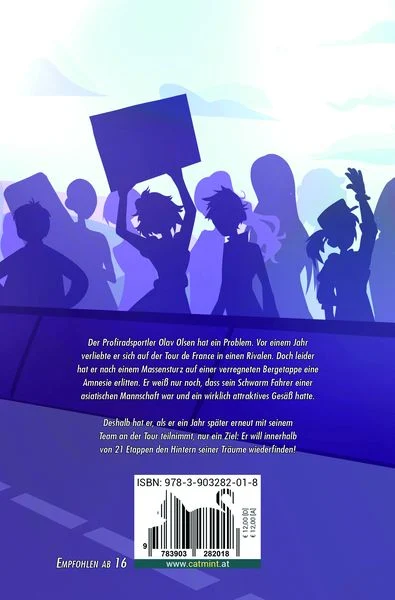 Der Profiradsportler Olav Olsen hat ein Problem. Vor einem Jahr
verliebte er sich auf der Tour de France in einen Rivalen. Doch leider
hat er nach einem Massensturz auf einer verregneten Bergetappe eine
Amnesie erlitten. Er weiß nur noch, dass sein Schwarm Fahrer einer
asiatischen Mannschaft war und ein wirklich attraktives Gesäß hatte.
Deshalb hat er, als er ein Jahr später erneut mit seinem
Team an der Tour teilnimmt, nur ein Ziel: Er will innerhalb
von 21 Etappen den Hintern seiner Träume wiederfinden!
ISBN: 978-3-903282-01-8
€ 12,00 [D]
€ 12,00 [A]
9 783903 282018
www.catmint.at
Empfohlen ab 16